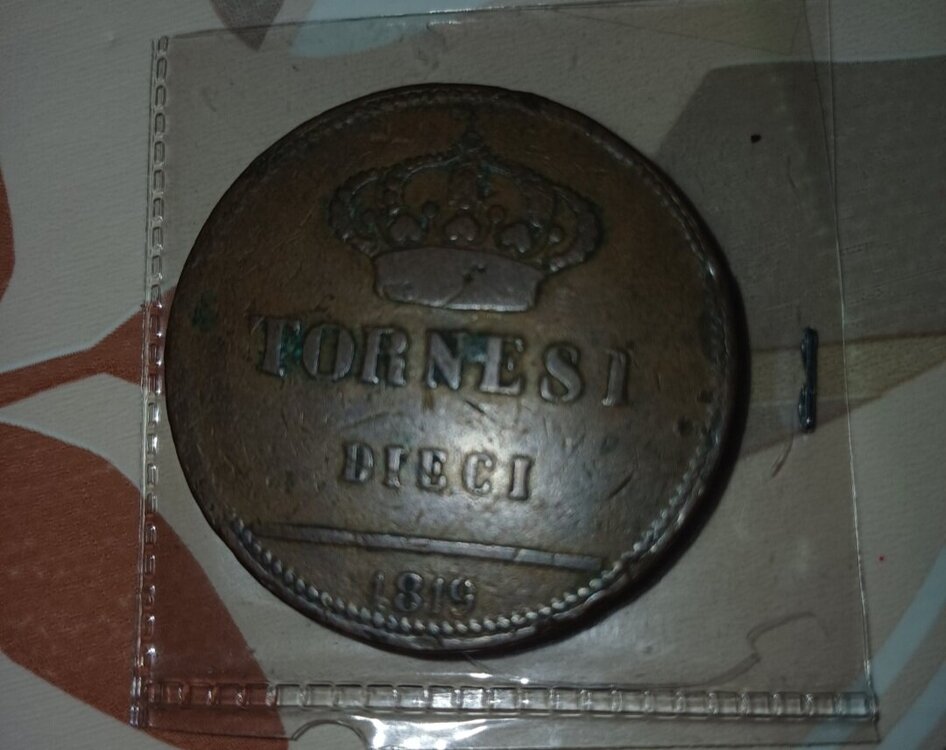 TORNESI
DIECI
1819